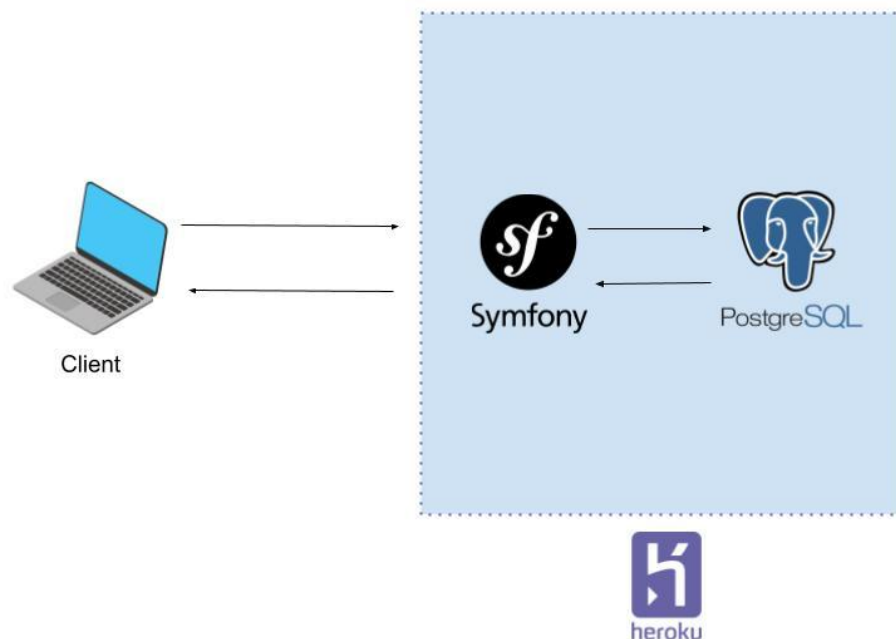 Client
sf
Symfony
PostgreSQL
heroku